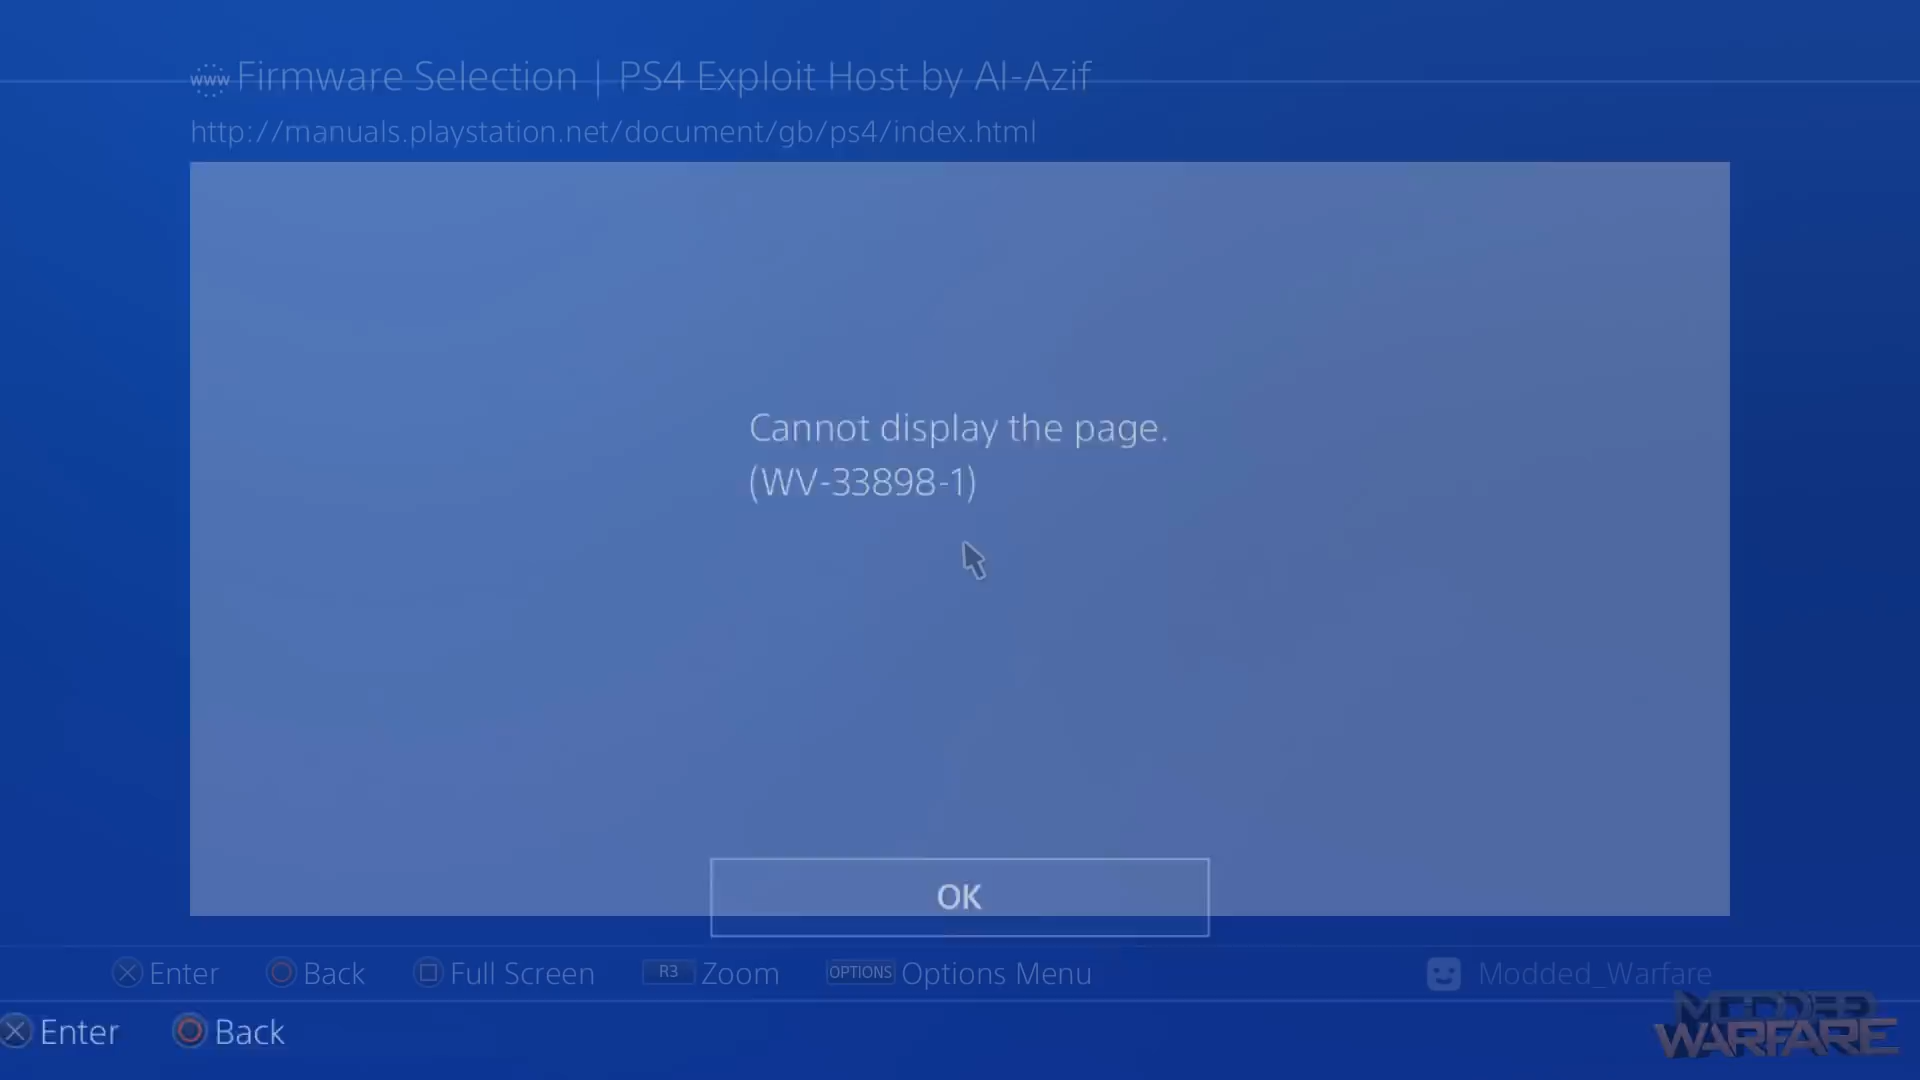 www Firmware Selection | PS4 Exploit Host by Al-Azif
http://manuals.playstation.net/document/gb/ps4/index.html
Cannot display the page.
(WV-33898-1)
OK
Enter Back Full Screen R3 Zoom OPTIONS Options Menu Modded_Warfare
Enter Back
MODDED
WARFARE